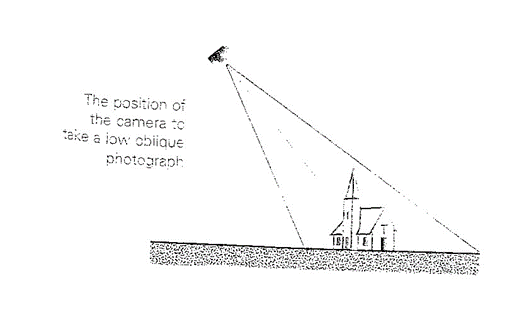 The position of
the camera to
take a low oblique
photograph